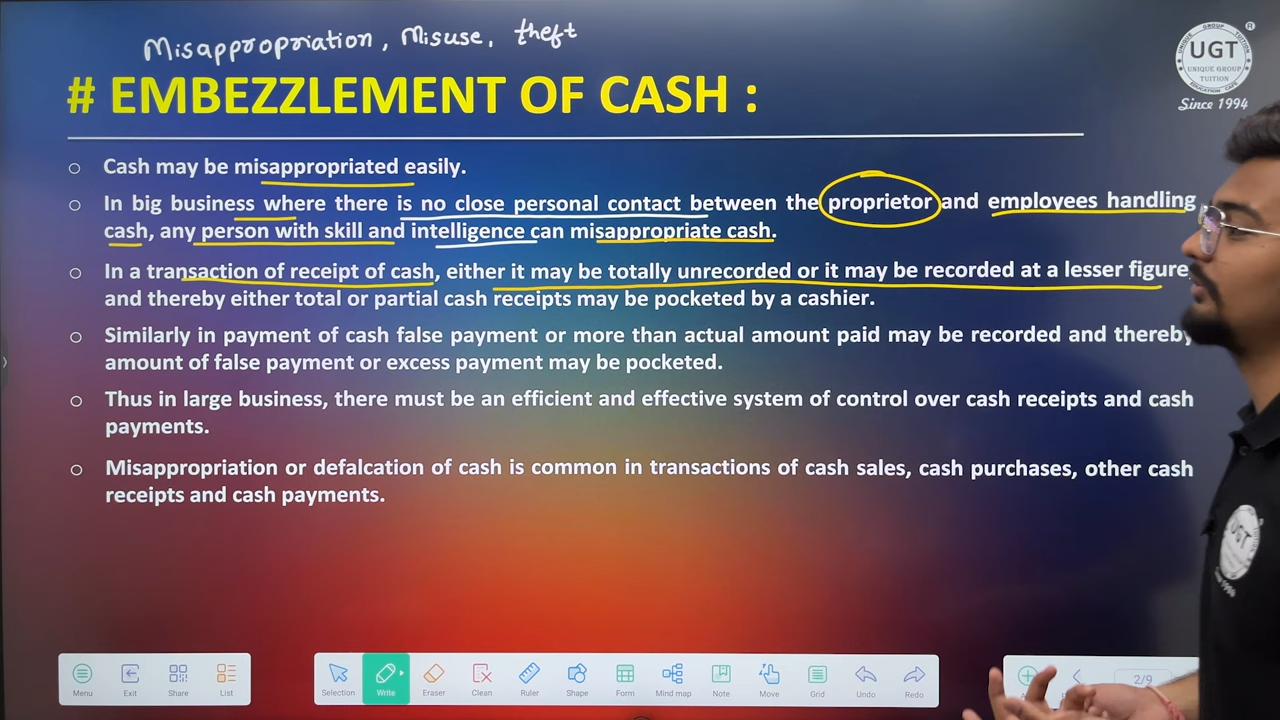 Misappropriation, Misuse, theft
# EMBEZZLEMENT OF CASH :
UNIQUE GROUP TUITION
UGT
UNIQUE GROUP
TUITION
EDUCATION CAFE
®
Since 1994
Cash may be misappropriated easily.
In big business where there is no close personal contact between the proprietor and employees handling
cash, any person with skill and intelligence can misappropriate cash.
In a transaction of receipt of cash, either it may be totally unrecorded or it may be recorded at a lesser figure
and thereby either total or partial cash receipts may be pocketed by a cashier.
Similarly in payment of cash false payment or more than actual amount paid may be recorded and thereby
amount of false payment or excess payment may be pocketed.
Thus in large business, there must be an efficient and effective system of control over cash receipts and cash
payments.
Misappropriation or defalcation of cash is common in transactions of cash sales, cash purchases, other cash
receipts and cash payments.
UGT
Since 1994
Menu Exit Share List Selection Write Eraser Clean Ruler Shape Form Mind map Note Move Grid Undo Redo 2/9